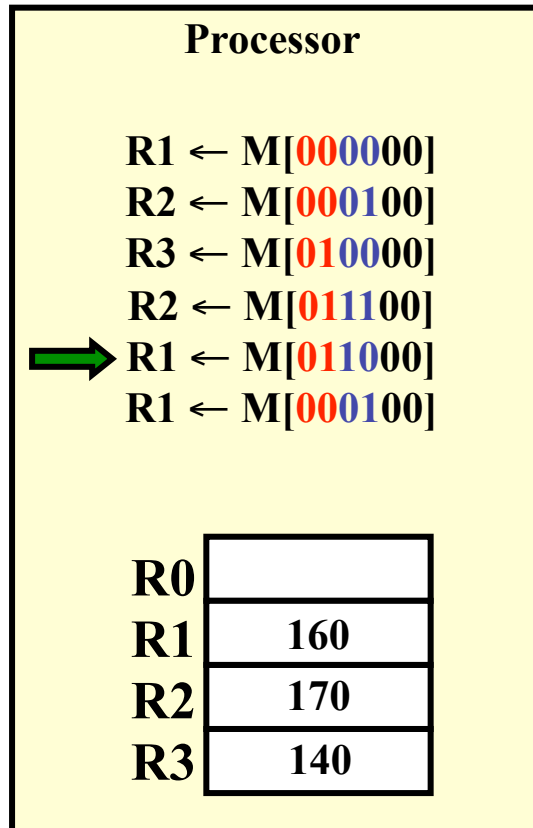 Processor
R1 ← M[000000]
R2 ← M[000100]
R3 ← M[010000]
R2 ← M[011100]
R1 ← M[011000]
R1 ← M[000100]
R0
R1 160
R2 170
R3 140